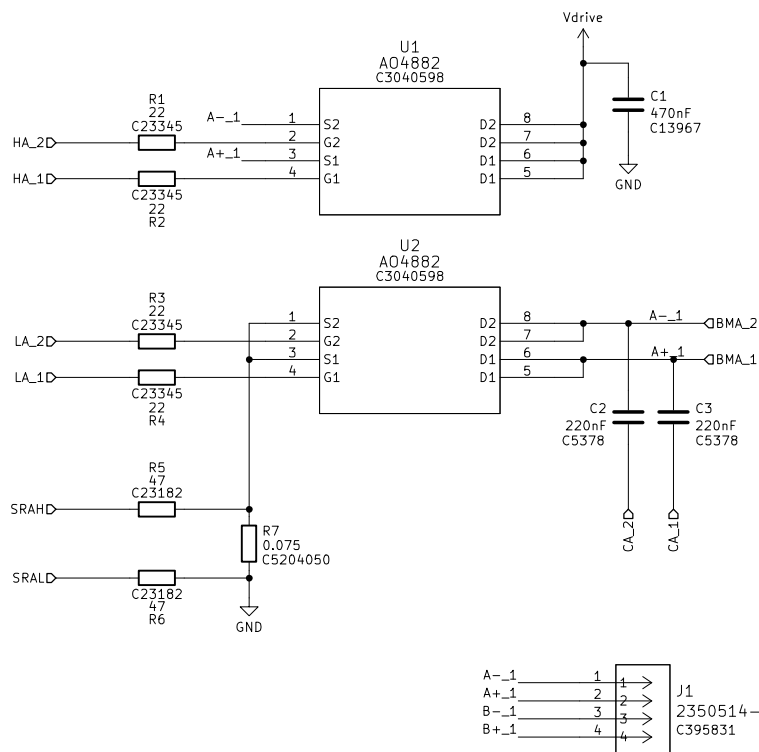 Vdrive
U1
AO4882
C3040598
R1
22
C23345
HA_2
HA_1
C23345
22
R2
A-_1
A+_1
1
2
3
4
S2
G2
S1
G1
D2
D2
D1
D1
8
7
6
5
C1
470nF
C13967
GND
U2
AO4882
C3040598
R3
22
C23345
LA_2
LA_1
C23345
22
R4
1
2
3
4
S2
G2
S1
G1
D2
D2
D1
D1
8
7
6
5
A-_1
BMA_2
A+_1
BMA_1
C2
220nF
C5378
C3
220nF
C5378
CA_2
CA_1
R5
47
C23182
SRAH
R7
0.075
C5204050
SRAL
C23182
47
R6
GND
A-_1 1 1
A+_1 2 2
B-_1 3 3
B+_1 4 4
J1
2350514-
C395831